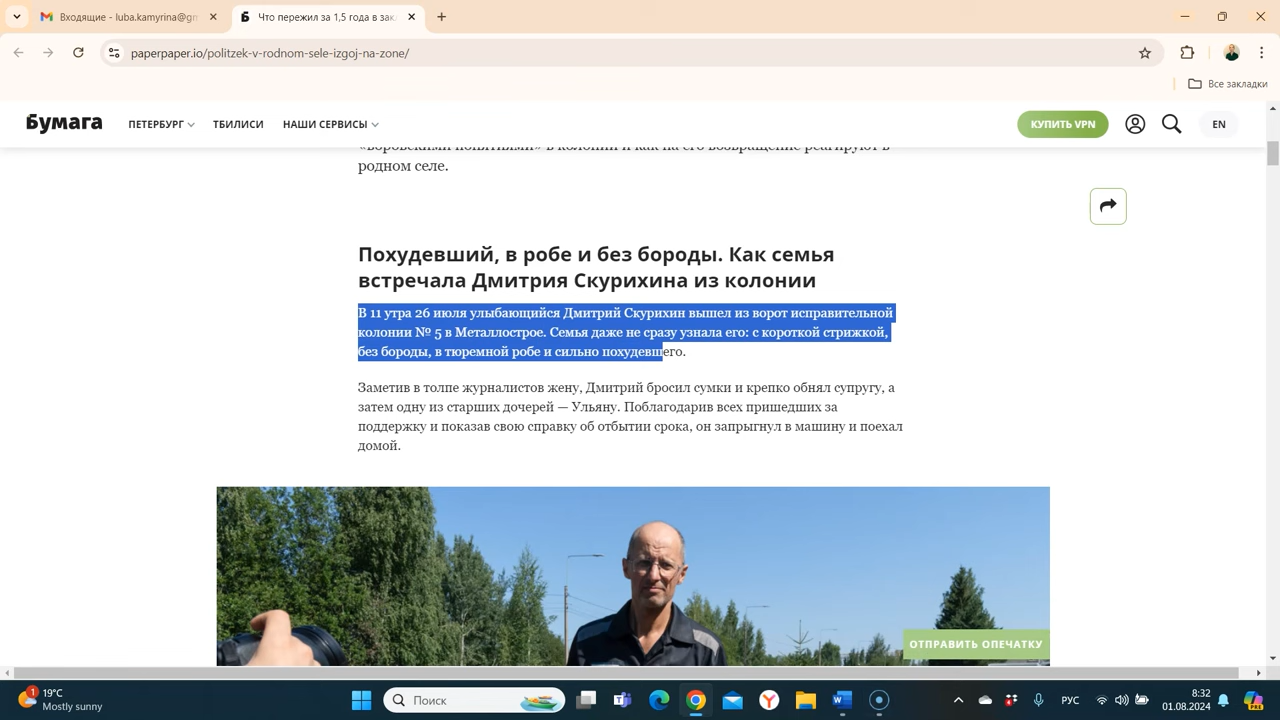 Входящие - luba.kamyrina@gm
Что пережил за 1,5 года в зак
paperpaper.io/politzek-v-rodnom-sele-izgoj-na-zone/
Все закладки
Бумага
ПЕТЕРБУРГ
ТБИЛИСИ
НАШИ СЕРВИСЫ
КУПИТЬ VPN
EN
«воровскими понятиями» в колонии и как на его возвращение реагируют в
родном селе.
Похудевший, в робе и без бороды. Как семья
встречала Дмитрия Скурихина из колонии
В 11 утра 26 июля улыбающийся Дмитрий Скурихин вышел из ворот исправительной
колонии № 5 в Металлострое. Семья даже не сразу узнала его: с короткой стрижкой,
без бороды, в тюремной робе и сильно похудевшего.
Заметив в толпе журналистов жену, Дмитрий бросил сумки и крепко обнял супругу, а
затем одну из старших дочерей — Ульяну. Поблагодарив всех пришедших за
поддержку и показав свою справку об отбытии срока, он запрыгнул в машину и поехал
домой.
ОТПРАВИТЬ ОПЕЧАТКУ
1
19°C
Mostly sunny
Поиск
РУС
8:32
01.08.2024